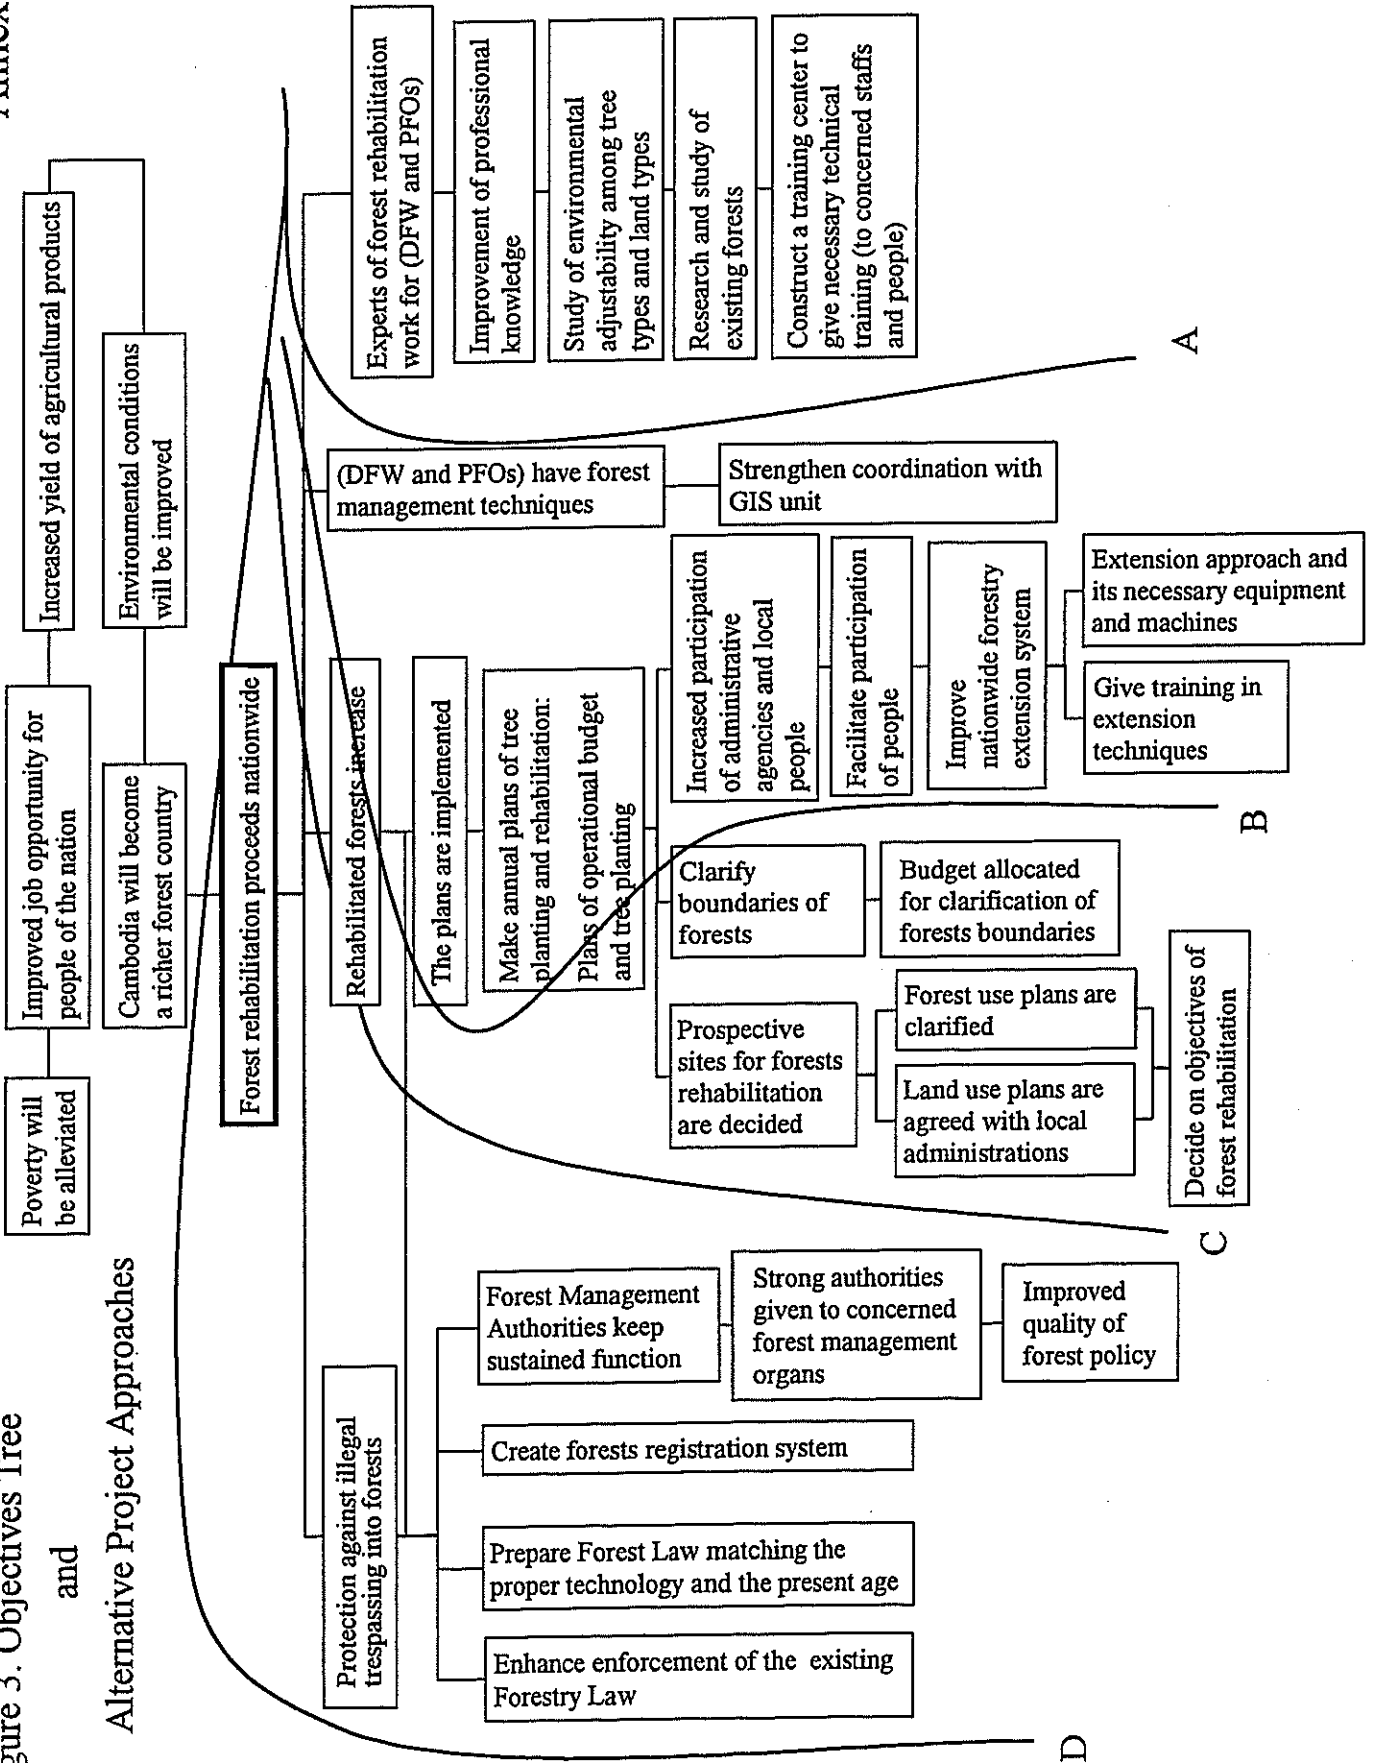 gure 3. Objectives Tree
and
Alternative Project Approaches
Poverty will
be alleviated
Improved job opportunity for
people of the nation
Increased yield of agricultural products
Cambodia will become
a richer forest country
Environmental conditions
will be improved
Forest rehabilitation proceeds nationwide
Protection against illegal
trespassing into forests
Rehabilitated forests increase
(DFW and PFOs) have forest
management techniques
Experts of forest rehabilitation
work for (DFW and PFOs)
The plans are implemented
Improvement of professional
knowledge
Enhance enforcement of the existing
Forestry Law
Prepare Forest Law matching the
proper technology and the present age
Create forests registration system
Forest Management
Authorities keep
sustained function
Strong authorities
given to concerned
forest management
organs
Improved
quality of
forest policy
Make annual plans of tree
planting and rehabilitation:
Plans of operational budget
and tree planting
Study of environmental
adjustability among tree
types and land types
Prospective
sites for forests
rehabilitation
are decided
Clarify
boundaries of
forests
Increased participation
of administrative
agencies and local
people
Strengthen coordination with
GIS unit
Research and study of
existing forests
Land use plans are
agreed with local
administrations
Forest use plans are
clarified
Budget allocated
for clarification of
forests boundaries
Facilitate participation
of people
Construct a training center to
give necessary technical
training (to concerned staffs
and people)
Improve
nationwide forestry
extension system
Decide on objectives of
forest rehabilitation
Give training in
extension
techniques
Extension approach and
its necessary equipment
and machines
D
C
B
A